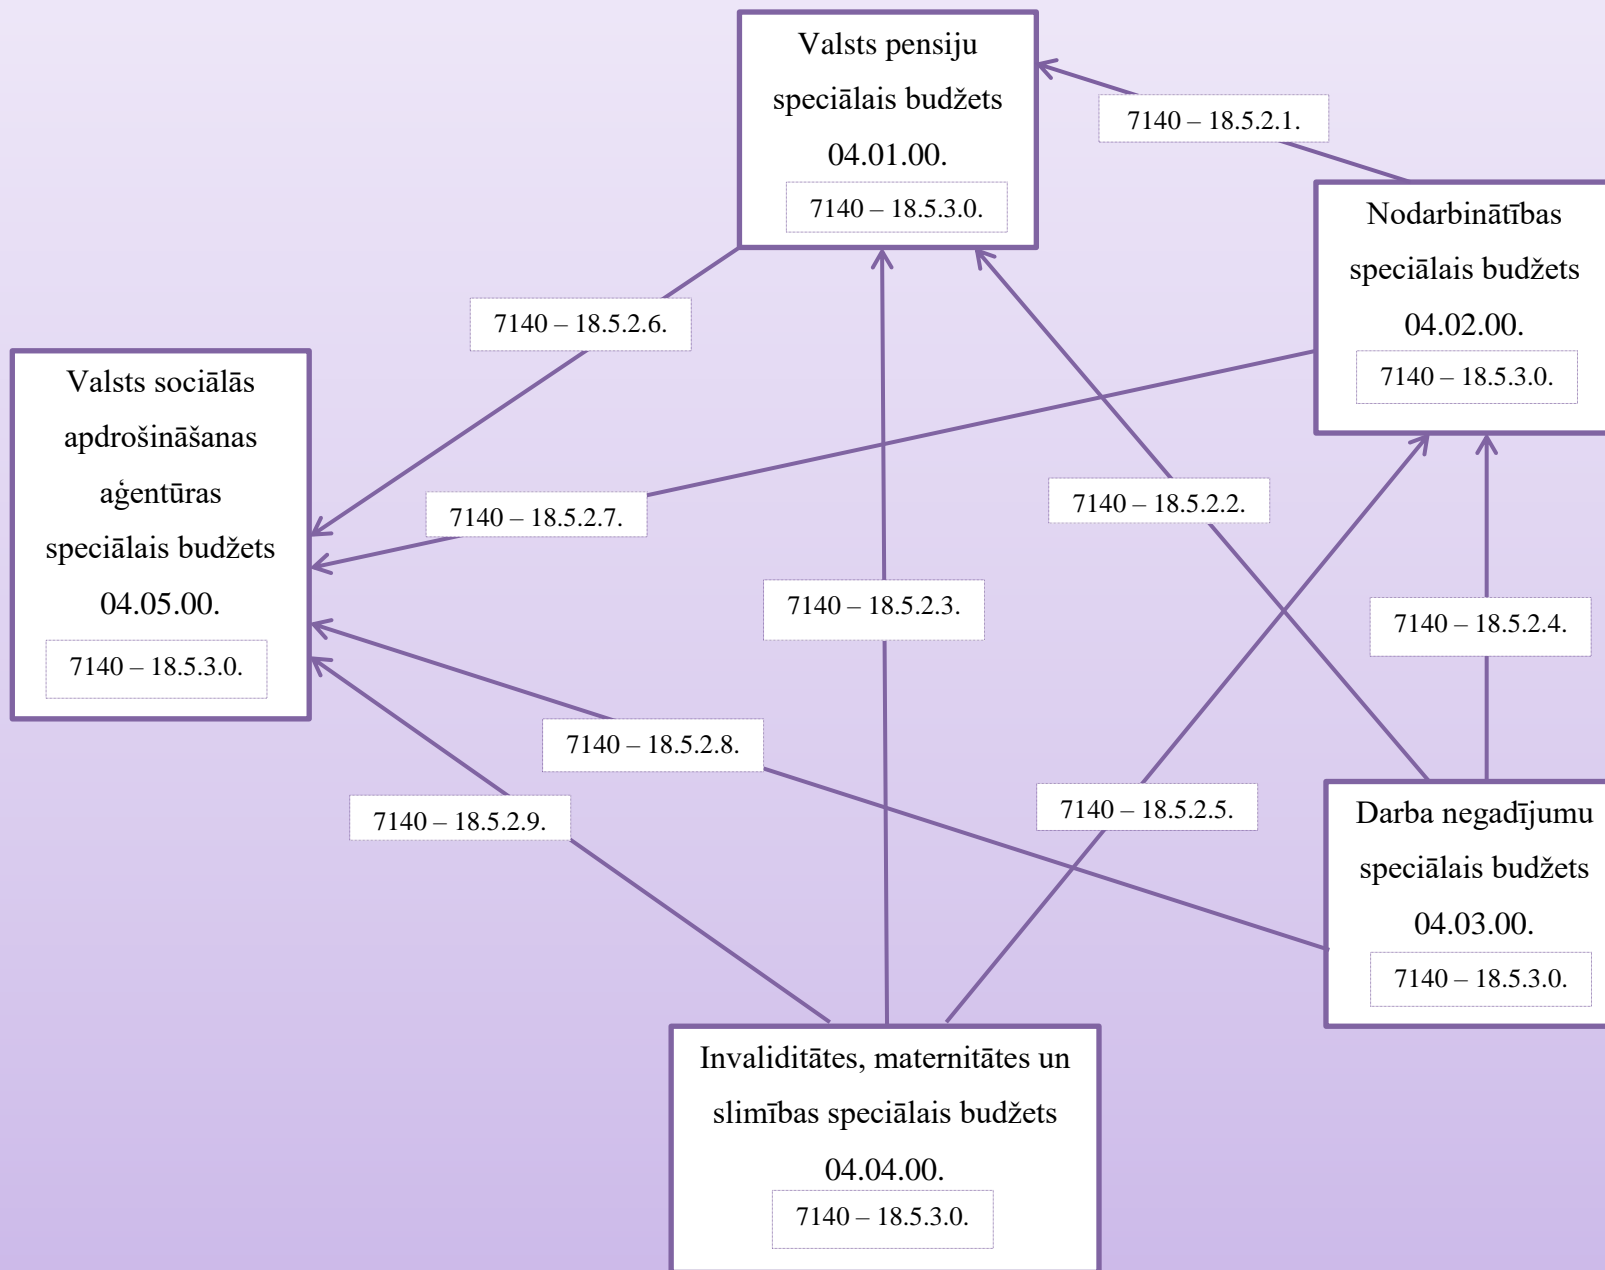 Valsts pensiju
speciālais budžets
04.01.00.
7140 – 18.5.3.0.
7140 – 18.5.2.1.
Nodarbinātības
speciālais budžets
04.02.00.
7140 – 18.5.3.0.
7140 – 18.5.2.6.
Valsts sociālās
apdrošināšanas
aģentūras
speciālais budžets
04.05.00.
7140 – 18.5.3.0.
7140 – 18.5.2.7.
7140 – 18.5.2.2.
7140 – 18.5.2.3.
7140 – 18.5.2.4.
7140 – 18.5.2.8.
7140 – 18.5.2.9.
7140 – 18.5.2.5.
Darba negadījumu
speciālais budžets
04.03.00.
7140 – 18.5.3.0.
Invaliditātes, maternitātes un
slimības speciālais budžets
04.04.00.
7140 – 18.5.3.0.